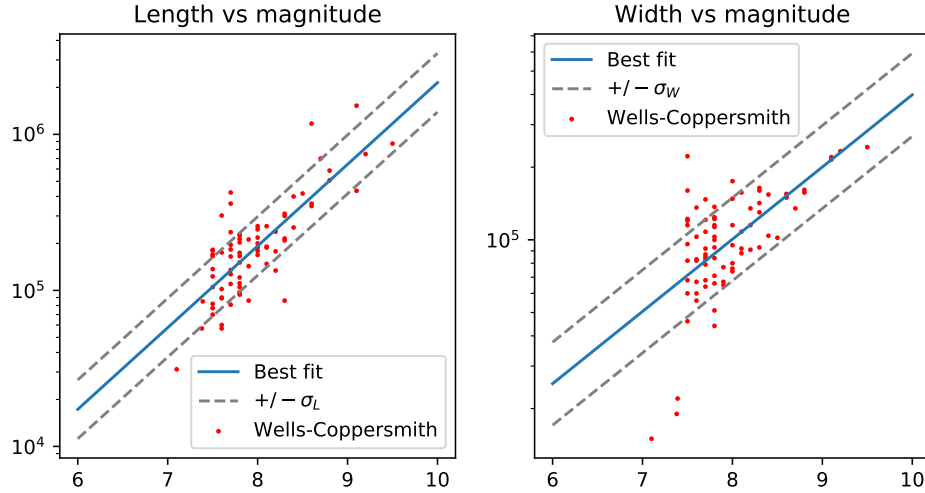 Length vs magnitude
10^6
10^5
10^4
Best fit
+/− σ_L
Wells-Coppersmith
6 7 8 9 10
Width vs magnitude
10^5
Best fit
+/− σ_W
Wells-Coppersmith
6 7 8 9 10